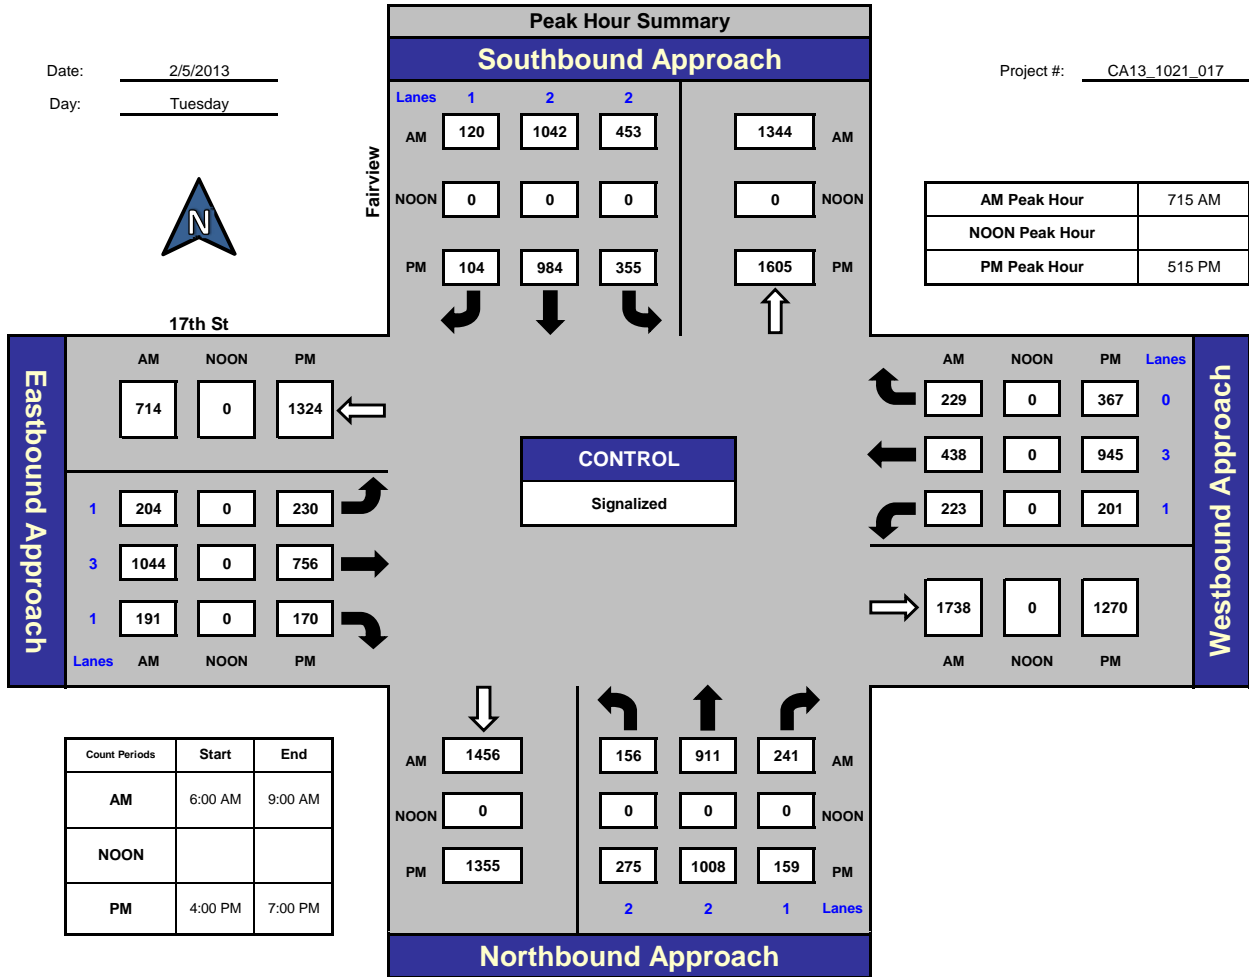 Peak Hour Summary
Southbound Approach
Date: 2/5/2013
Day: Tuesday
Project #: CA13_1021_017
N
Fairview
Lanes 1 2 2
AM 120 1042 453 1344 AM
NOON 0 0 0 0 NOON
PM 104 984 355 1605 PM
AM Peak Hour 715 AM
NOON Peak Hour
PM Peak Hour 515 PM
17th St
Eastbound Approach
AM NOON PM
714 0 1324
1 204 0 230
3 1044 0 756
1 191 0 170
Lanes AM NOON PM
CONTROL
Signalized
AM NOON PM Lanes
229 0 367 0
438 0 945 3
223 0 201 1
1738 0 1270
AM NOON PM
Westbound Approach
AM 1456 156 911 241 AM
NOON 0 0 0 0 NOON
PM 1355 275 1008 159 PM
2 2 1 Lanes
Northbound Approach
Count Periods Start End
AM 6:00 AM 9:00 AM
NOON
PM 4:00 PM 7:00 PM